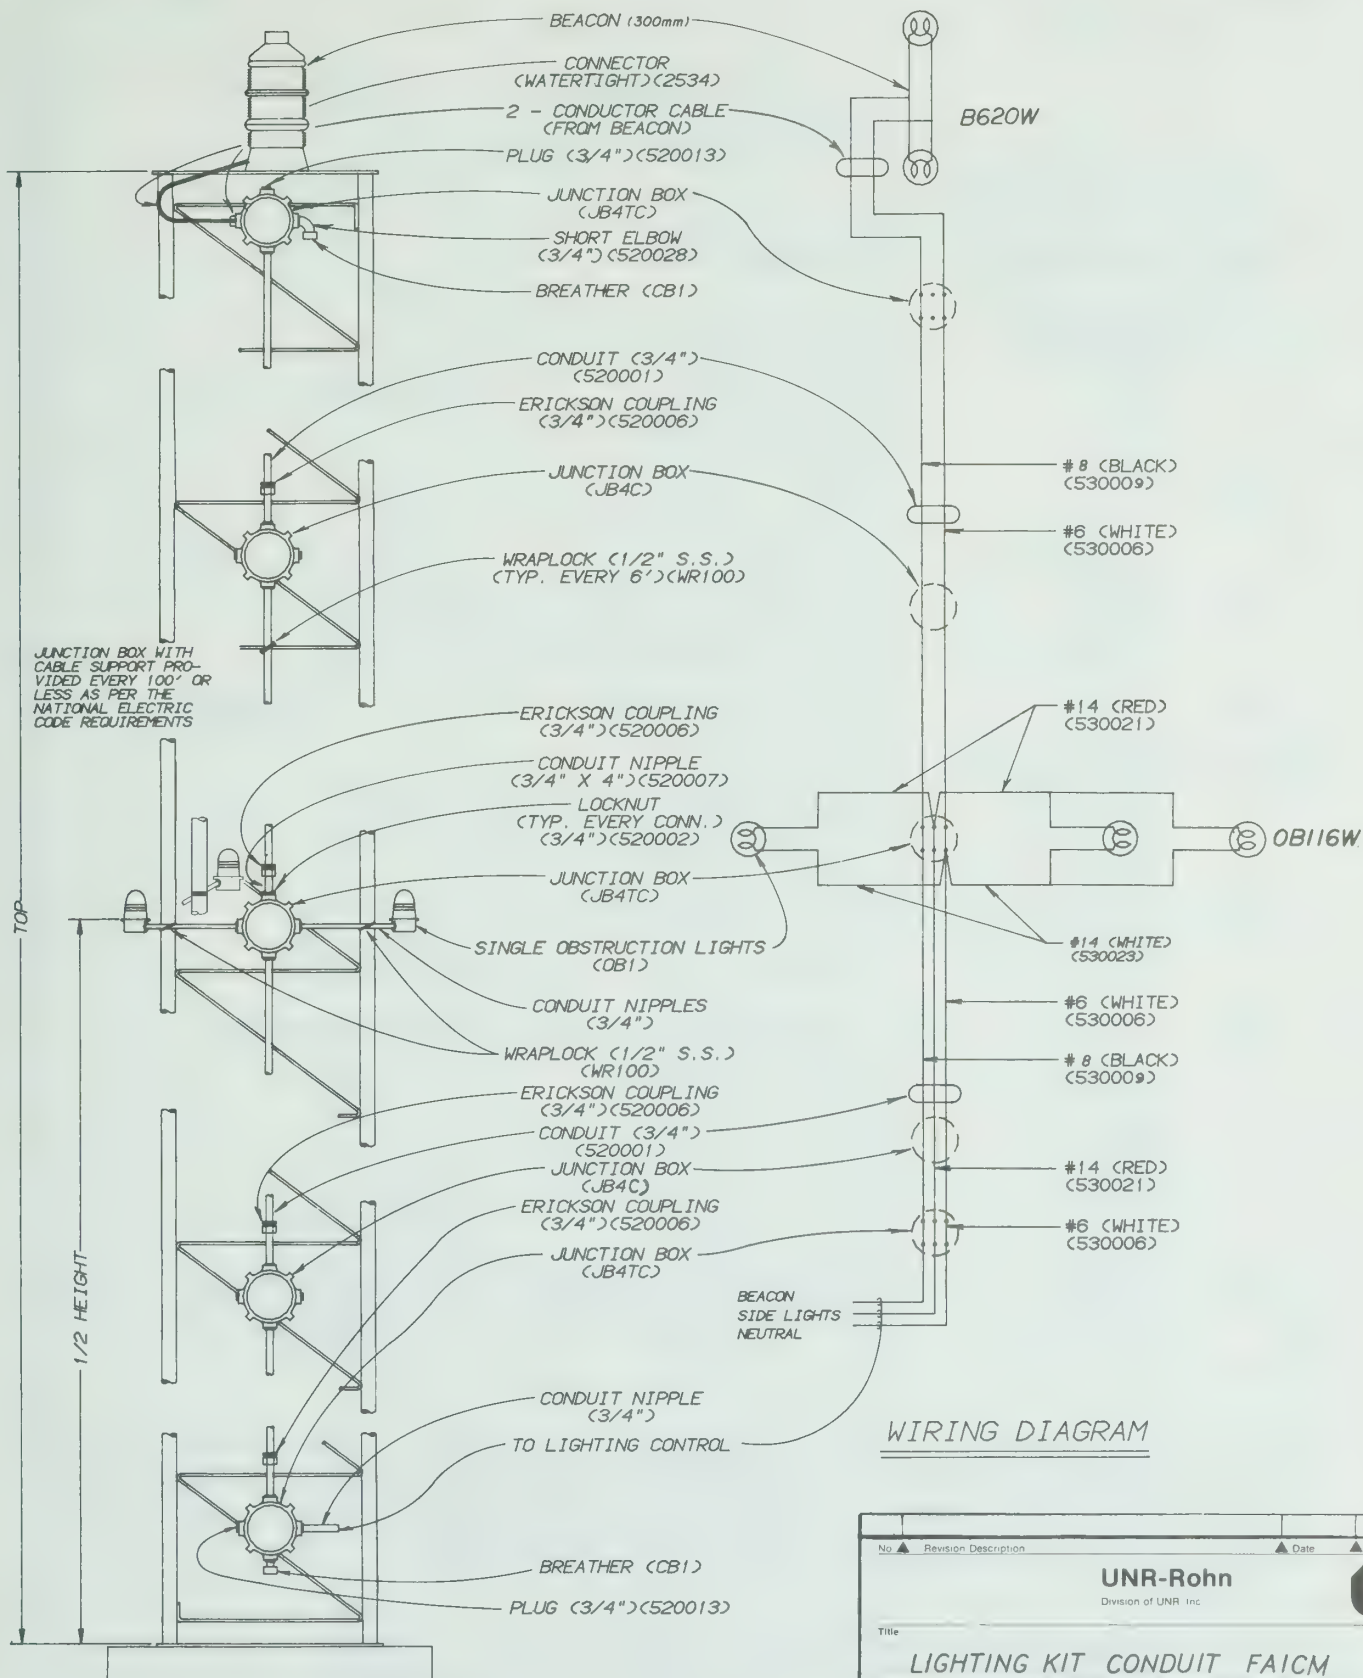 BEACON (300mm)
CONNECTOR
(WATERTIGHT)(2534)
2 - CONDUCTOR CABLE
(FROM BEACON)
B620W
PLUG (3/4")(520013)
JUNCTION BOX
(JB4TC)
SHORT ELBOW
(3/4")(520028)
BREATHER (CB1)
CONDUIT (3/4")
(520001)
ERICKSON COUPLING
(3/4")(520006)
JUNCTION BOX
(JB4C)
#8 (BLACK)
(530009)
#6 (WHITE)
(530006)
WRAPLOCK (1/2" S.S.)
(TYP. EVERY 6')(WR100)
JUNCTION BOX WITH
CABLE SUPPORT PRO-
VIDED EVERY 100' OR
LESS AS PER THE
NATIONAL ELECTRIC
CODE REQUIREMENTS
ERICKSON COUPLING
(3/4")(520006)
#14 (RED)
(530021)
CONDUIT NIPPLE
(3/4" X 4")(520007)
LOCKNUT
(TYP. EVERY CONN.)
(3/4")(520002)
OB116W
JUNCTION BOX
(JB4TC)
TOP
SINGLE OBSTRUCTION LIGHTS
(OB1)
#14 (WHITE)
(530023)
CONDUIT NIPPLES
(3/4")
#6 (WHITE)
(530006)
WRAPLOCK (1/2" S.S.)
(WR100)
#8 (BLACK)
(530009)
ERICKSON COUPLING
(3/4")(520006)
CONDUIT (3/4")
(520001)
JUNCTION BOX
(JB4C)
#14 (RED)
(530021)
ERICKSON COUPLING
(3/4")(520006)
#6 (WHITE)
(530006)
JUNCTION BOX
(JB4TC)
1/2 HEIGHT
BEACON
SIDE LIGHTS
NEUTRAL
CONDUIT NIPPLE
(3/4")
TO LIGHTING CONTROL
WIRING DIAGRAM
BREATHER (CB1)
PLUG (3/4")(520013)
No Revision Description Date
UNR-Rohn
Division of UNR Inc
Title
LIGHTING KIT CONDUIT FAICM